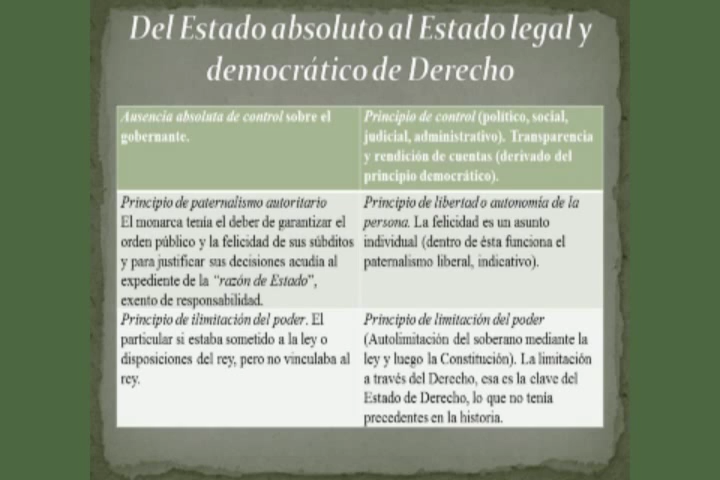 Del Estado absoluto al Estado legal y
democrático de Derecho
Ausencia absoluta de control sobre el
gobernante.
Principio de control (político, social,
judicial, administrativo). Transparencia
y rendición de cuentas (derivado del
principio democrático).
Principio de paternalismo autoritario
El monarca tenía el deber de garantizar el
orden público y la felicidad de sus súbditos
y para justificar sus decisiones acudía al
expediente de la “razón de Estado”,
exento de responsabilidad.
Principio de libertad o autonomía de la
persona. La felicidad es un asunto
individual (dentro de ésta funciona el
paternalismo liberal, indicativo).
Principio de ilimitación del poder. El
particular si estaba sometido a la ley o
disposiciones del rey, pero no vinculaba al
rey.
Principio de limitación del poder
(Autolimitación del soberano mediante la
ley y luego la Constitución). La limitación
a través del Derecho, esa es la clave del
Estado de Derecho, lo que no tenía
precedentes en la historia.